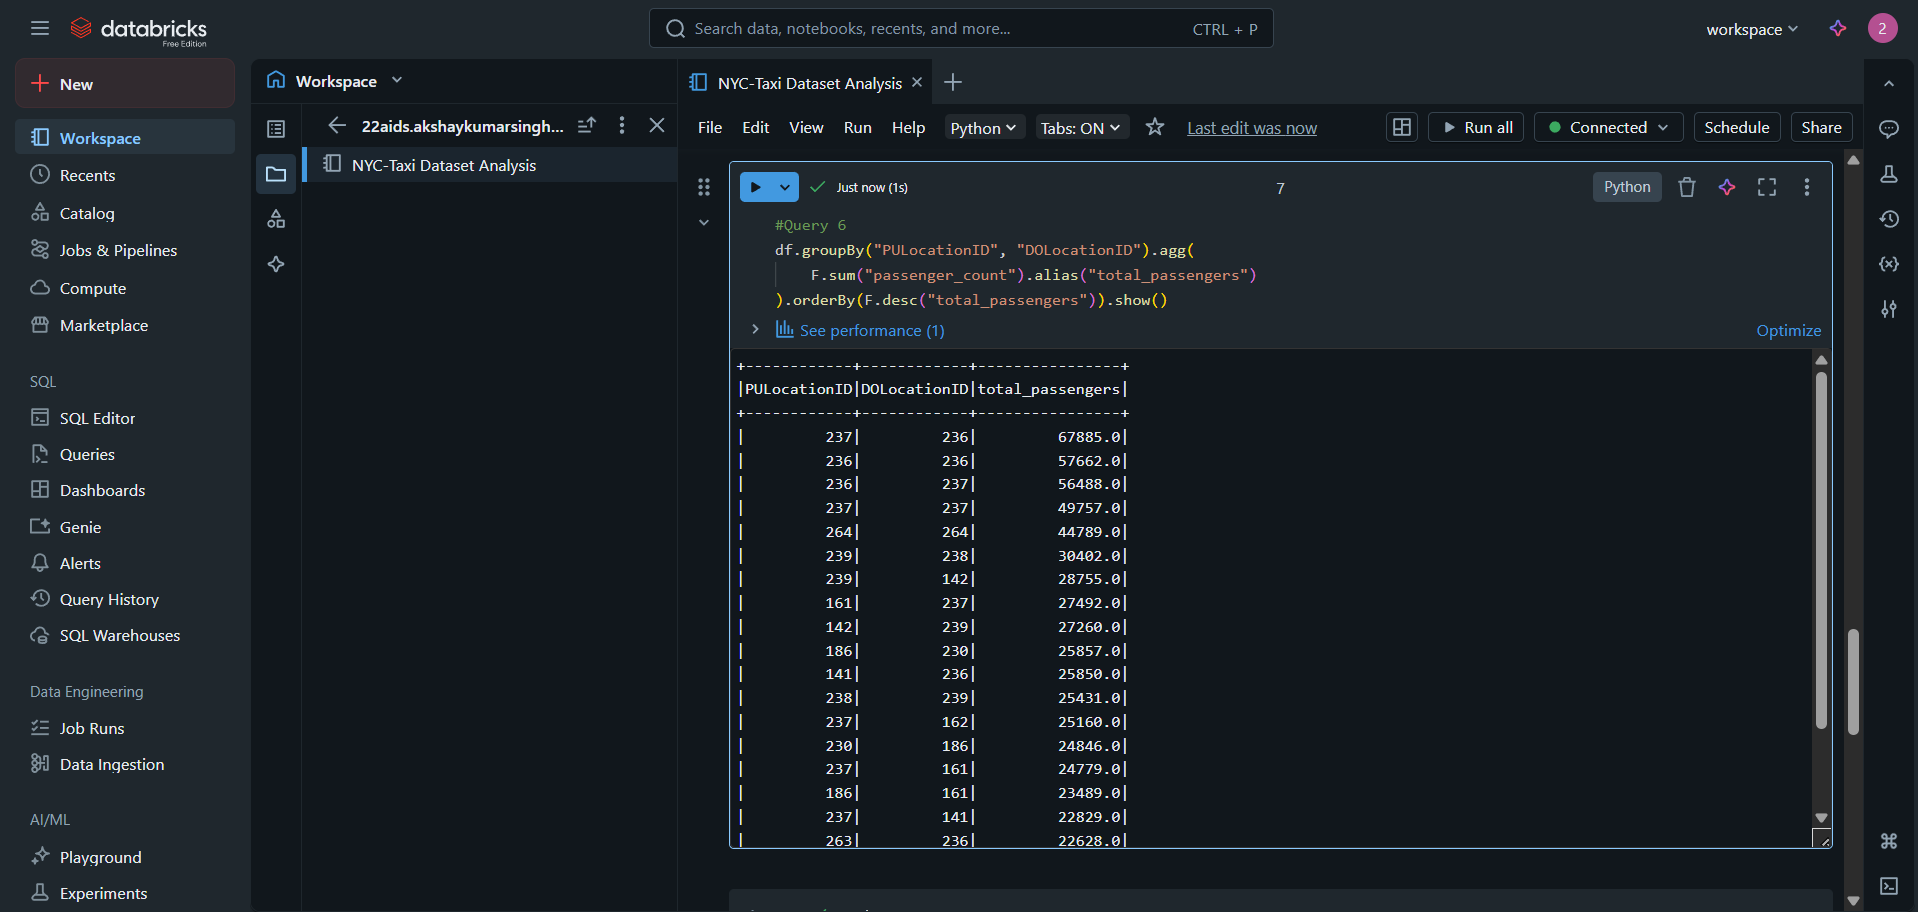 databricks
Free Edition
Search data, notebooks, recents, and more...
CTRL + P
workspace
2
New
Workspace
Recents
Catalog
Jobs & Pipelines
Compute
Marketplace
SQL
SQL Editor
Queries
Dashboards
Genie
Alerts
Query History
SQL Warehouses
Data Engineering
Job Runs
Data Ingestion
AI/ML
Playground
Experiments
Workspace
22aids.akshaykumarsingh...
NYC-Taxi Dataset Analysis
NYC-Taxi Dataset Analysis
File Edit View Run Help Python Tabs: ON Last edit was now
Run all
Connected
Schedule
Share
Just now (1s)
7
Python
#Query 6
df.groupBy("PULocationID", "DOLocationID").agg(
    F.sum("passenger_count").alias("total_passengers")
).orderBy(F.desc("total_passengers")).show()
See performance (1)
Optimize
+------------+------------+----------------+
|PULocationID|DOLocationID|total_passengers|
+------------+------------+----------------+
|         237|         236|         67885.0|
|         236|         236|         57662.0|
|         236|         237|         56488.0|
|         237|         237|         49757.0|
|         264|         264|         44789.0|
|         239|         238|         30402.0|
|         239|         142|         28755.0|
|         161|         237|         27492.0|
|         142|         239|         27260.0|
|         186|         230|         25857.0|
|         141|         236|         25850.0|
|         238|         239|         25431.0|
|         237|         162|         25160.0|
|         230|         186|         24846.0|
|         237|         161|         24779.0|
|         186|         161|         23489.0|
|         237|         141|         22829.0|
|         263|         236|         22628.0|